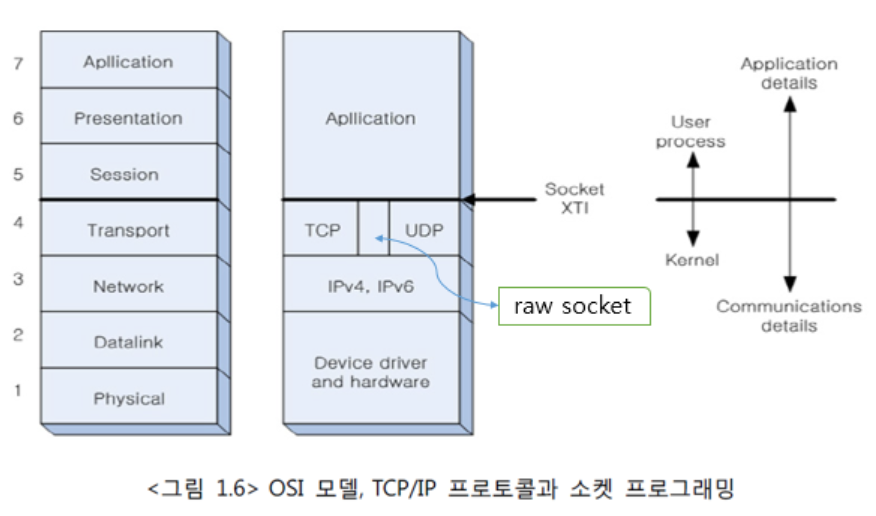 7
Apllication
6
Presentation
5
Session
4
Transport
3
Network
2
Datalink
1
Physical
Apllication
TCP
UDP
IPv4, IPv6
Device driver
and hardware
Socket
XTI
raw socket
Application
details
User
process
Kernel
Communications
details
<그림 1.6> OSI 모델, TCP/IP 프로토콜과 소켓 프로그래밍